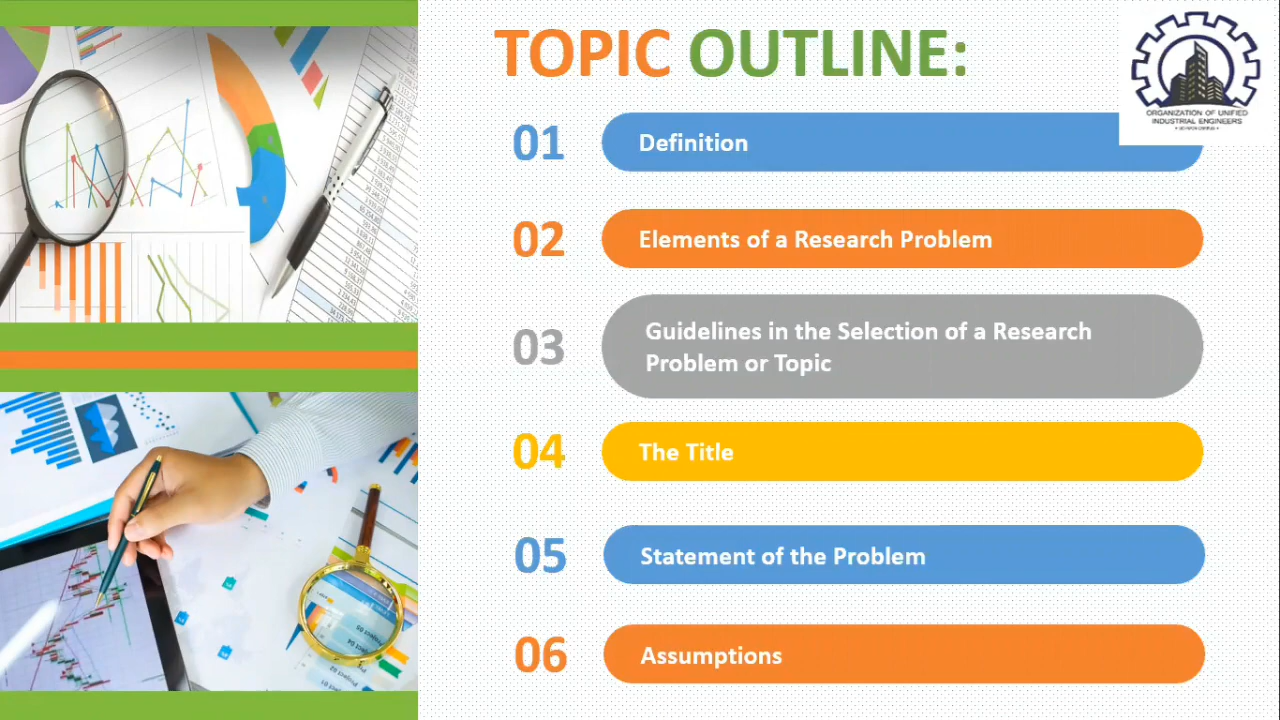 TOPIC OUTLINE:
ORGANIZATION OF UNIFIED
INDUSTRIAL ENGINEERS
01
Definition
02
Elements of a Research Problem
03
Guidelines in the Selection of a Research
Problem or Topic
04
The Title
05
Statement of the Problem
06
Assumptions